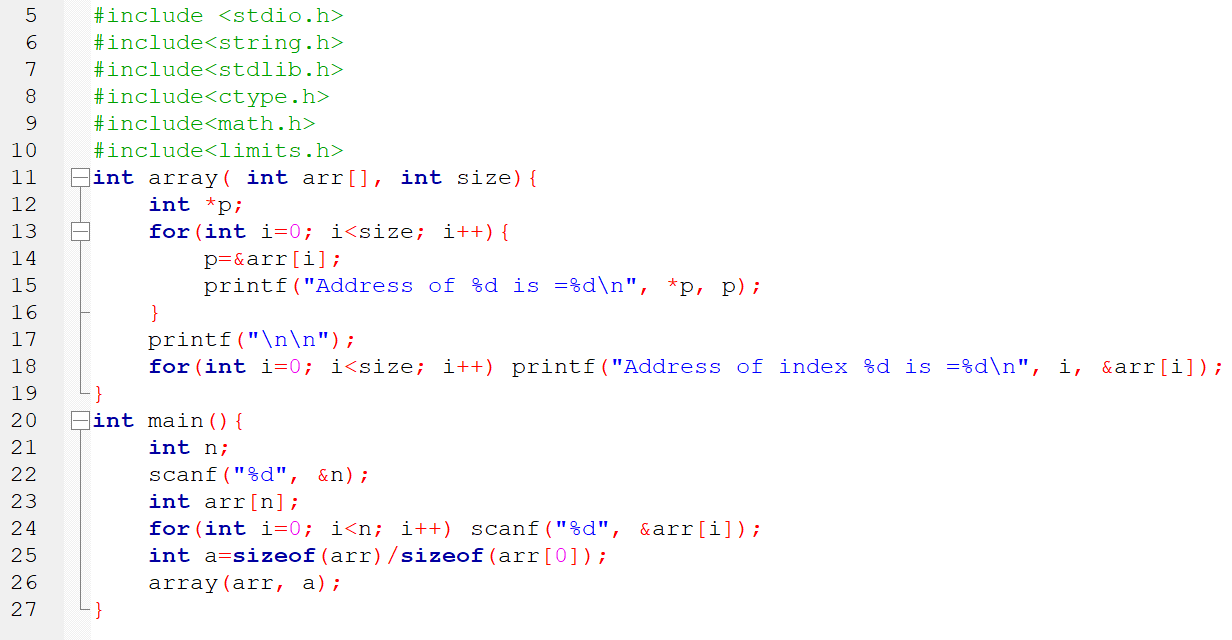 5 #include <stdio.h>
6 #include<string.h>
7 #include<stdlib.h>
8 #include<ctype.h>
9 #include<math.h>
10 #include<limits.h>
11 int array( int arr[], int size){
12     int *p;
13     for(int i=0; i<size; i++){
14         p=&arr[i];
15         printf("Address of %d is =%d\n", *p, p);
16     }
17     printf("\n\n");
18     for(int i=0; i<size; i++) printf("Address of index %d is =%d\n", i, &arr[i]);
19 }
20 int main(){
21     int n;
22     scanf("%d", &n);
23     int arr[n];
24     for(int i=0; i<n; i++) scanf("%d", &arr[i]);
25     int a=sizeof(arr)/sizeof(arr[0]);
26     array(arr, a);
27 }